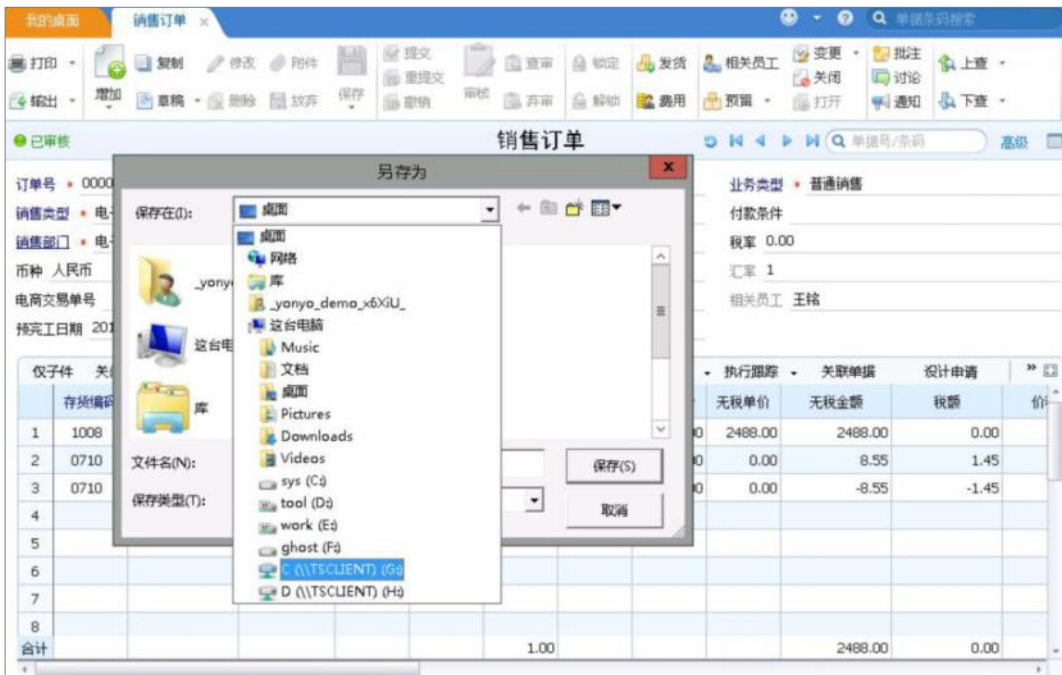 我的桌面 销售订单 ×
单据条码搜索
打印 复制 修改 附件 提交 查审 锁定 发货 相关员工 变更 批注 上查
增加 保存 重提交 审核 关闭 讨论
输出 草稿 删除 放弃 撤销 弃审 解锁 费用 预留 打开 通知 下查
已审核 销售订单 单据号/条码 高级
另存为
订单号 * 0000 业务类型 * 普通销售
保存在(I): 桌面
销售类型 * 电 付款条件
桌面
销售部门 * 电 税率 0.00
网络
币种 人民币 汇率 1
_yonyo 库
电商交易单号 _yonyo_demo_x6XiU_ 相关员工 王铭
这台电脑
预完工日期 201
这台电 Music
仅子件 关 文档 执行跟踪 关联单据 设计申请
桌面
存货编码 库 Pictures 无税单价 无税金额 税额
1 1008 Downloads 0 2488.00 2488.00 0.00
Videos
2 0710 文件名(N): 保存(S) 0 0.00 8.55 1.45
sys (C:)
3 0710 保存类型(T): tool (D:) 取消 0 0.00 -8.55 -1.45
4
work (E:)
5 ghost (F:)
6 C (\\TSCLIENT) (G:)
7 D (\\TSCLIENT) (H:)
8
合计 1.00 2488.00 0.00